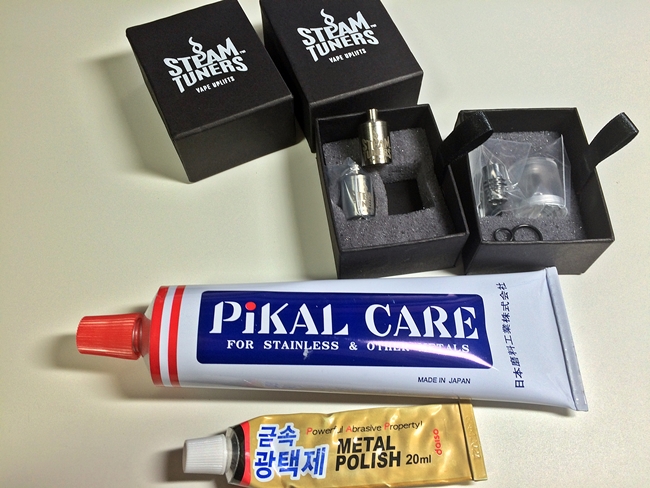 STEAM
TUNERS
VAPE UPLIFTS
STEAM
TUNERS
VAPE UPLIFTS
PiKAL CARE
FOR STAINLESS & OTHER METALS
MADE IN JAPAN
日本磨料工業株式会社
Powerful Abrasive Property!
금속
광택제
METAL
POLISH 20ml
daiso